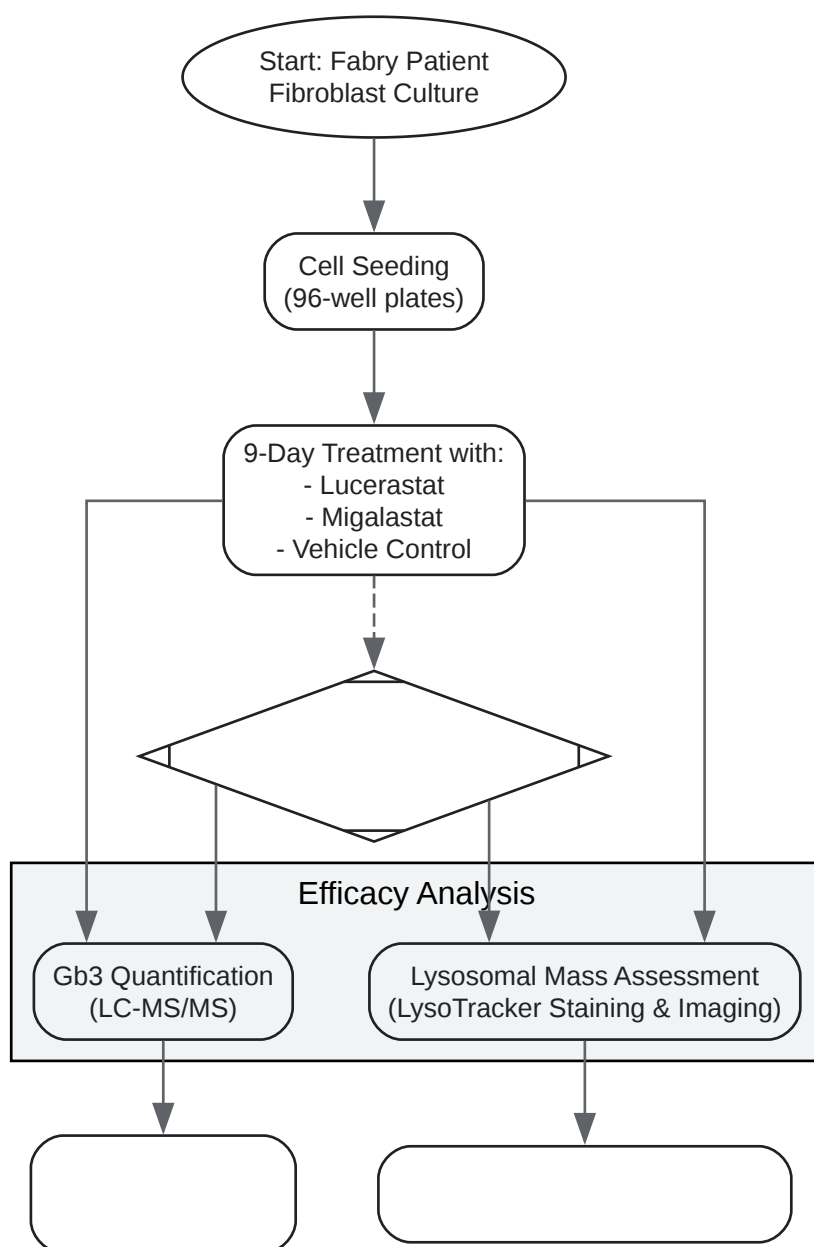 Start: Fabry Patient
Fibroblast Culture
Cell Seeding
(96-well plates)
9-Day Treatment with:
- Lucerastat
- Migalastat
- Vehicle Control
Efficacy Analysis
Gb3 Quantification
(LC-MS/MS)
Lysosomal Mass Assessment
(LysoTracker Staining & Imaging)